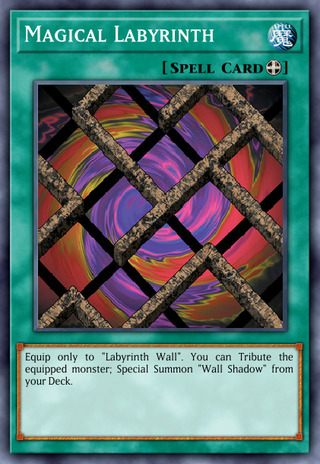 Magical Labyrinth
魔
[Spell Card]
Equip only to "Labyrinth Wall". You can Tribute the
equipped monster; Special Summon "Wall Shadow" from
your Deck.